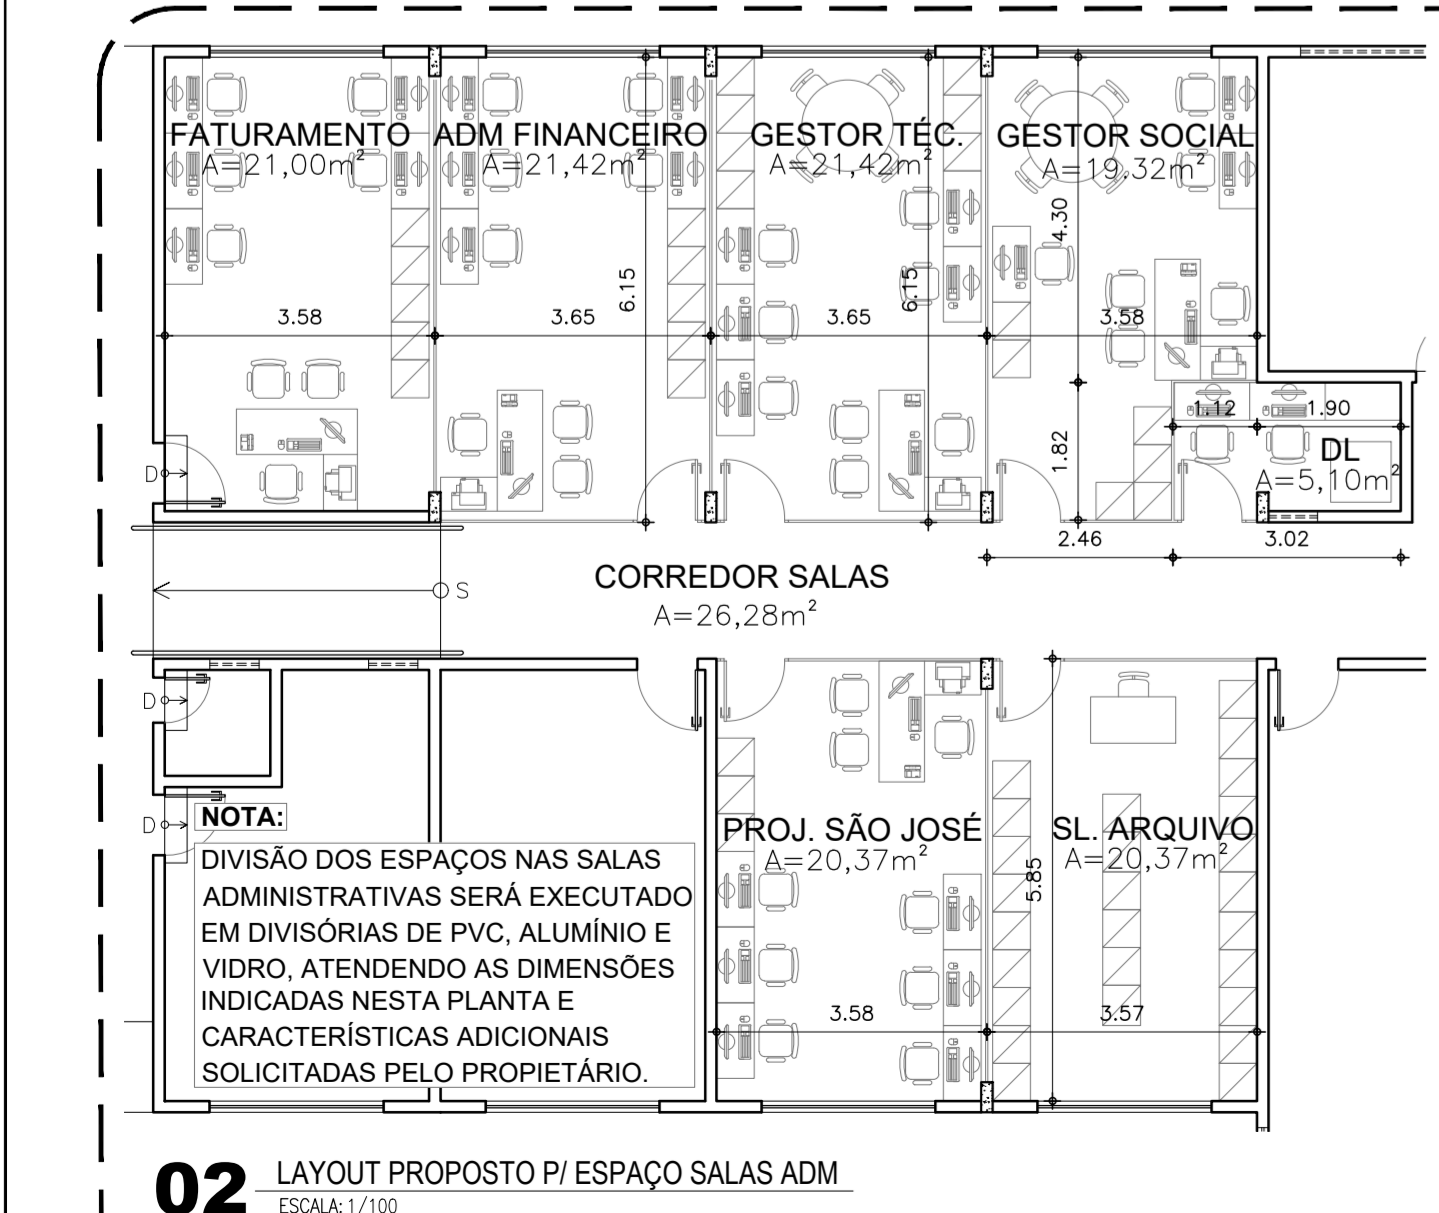 FATURAMENTO
A=21,00m²
ADM FINANCEIRO
A=21,42m²
GESTOR TÉC.
A=21,42m²
GESTOR SOCIAL
A=19,32m²
4.30
6.15
6.15
3.58
3.65
3.65
3.58
1.12
1.90
1.82
DL
A=5,10m²
D
2.46
3.02
CORREDOR SALAS
A=26,28m²
S
D
D
NOTA:
DIVISÃO DOS ESPAÇOS NAS SALAS
ADMINISTRATIVAS SERÁ EXECUTADO
EM DIVISÓRIAS DE PVC, ALUMÍNIO E
VIDRO, ATENDENDO AS DIMENSÕES
INDICADAS NESTA PLANTA E
CARACTERÍSTICAS ADICIONAIS
SOLICITADAS PELO PROPIETÁRIO.
PROJ. SÃO JOSÉ
A=20,37m²
SL. ARQUIVO
A=20,37m²
5.85
3.58
3.57
02
LAYOUT PROPOSTO P/ ESPAÇO SALAS ADM
ESCALA: 1/100